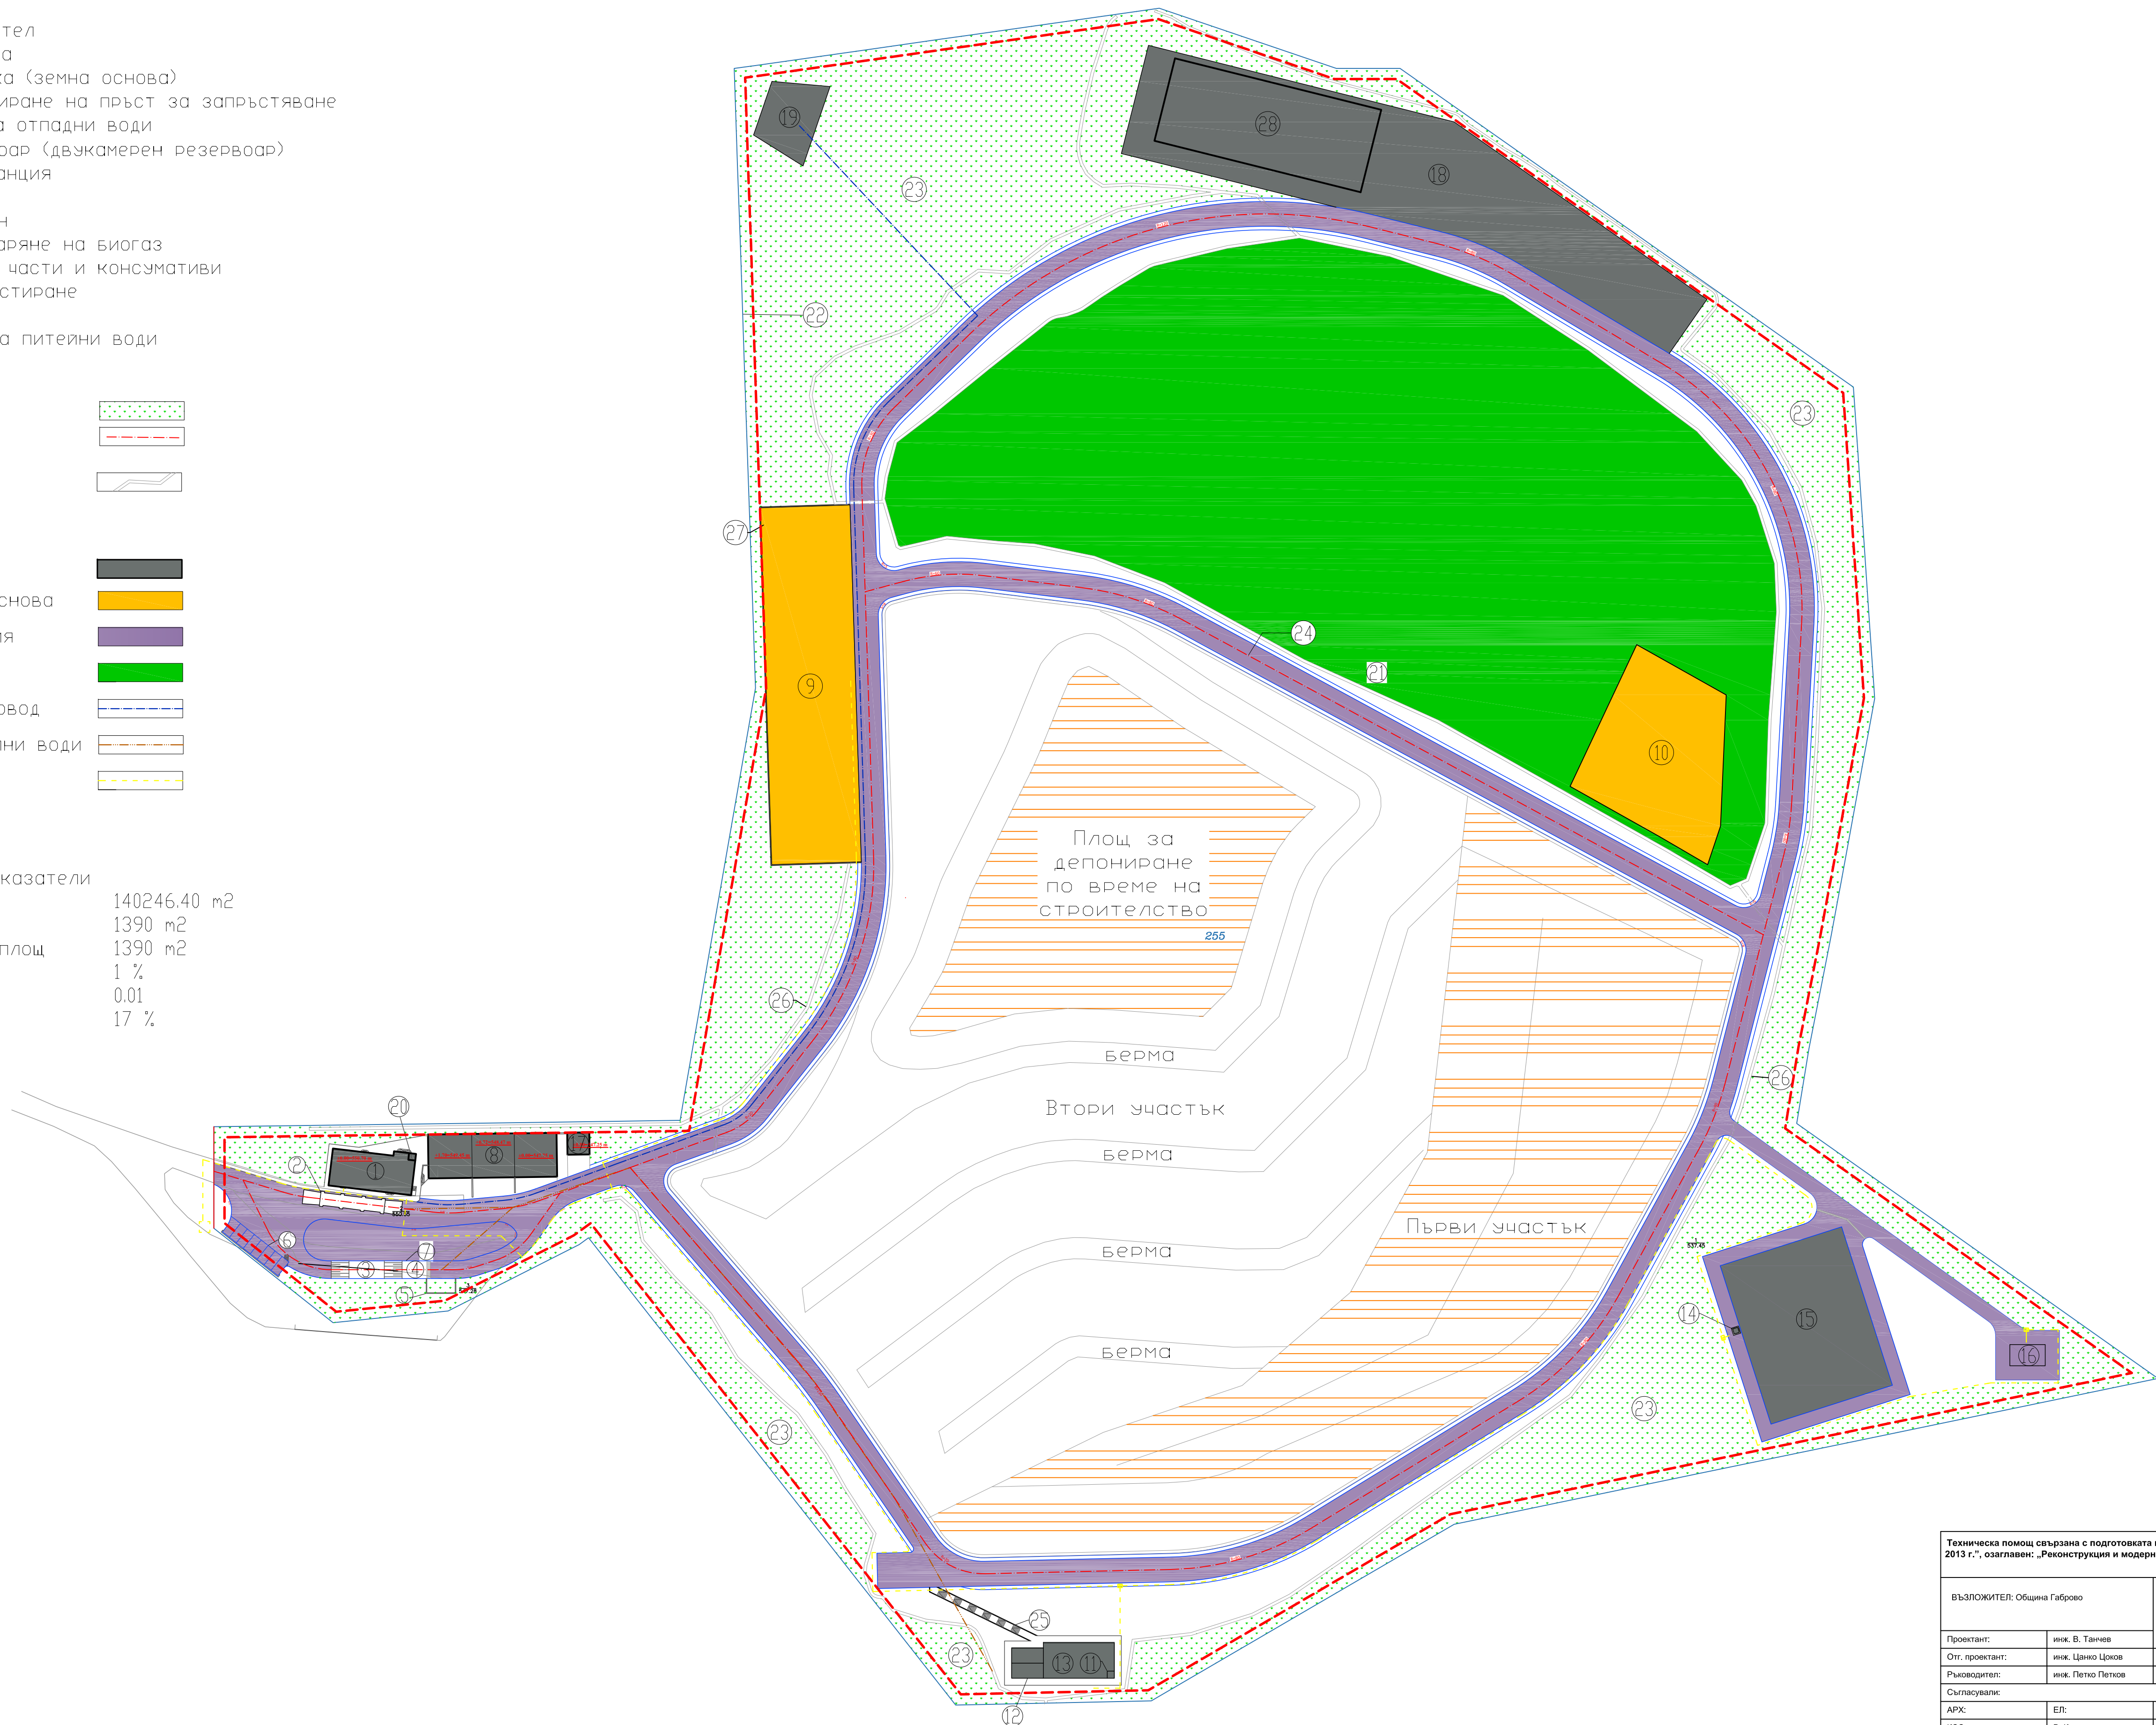 тел
а
ка (земна основа)
иране на пръст за запръстяване
а отпадни води
оар (двукамерен резервоар)
анция
н
аряне на биогаз
части и консумативи
стиране
а питейни води
снова
ия
овод
ни води
казатели
140246.40 m2
1390 m2
площ 1390 m2
1 %
0.01
17 %
19
28
18
23
22
23
27
24
21
9
10
Площ за
депониране
по време на
строителство
255
26
Берма
26
Втори участък
20
17
8
2
1
Берма
Първи участък
6
7
Берма
537.45
3
4
5
14
15
Берма
16
23
23
25
23
13
11
12
Техническа помощ свързана с подготовката
2013 г.”, озаглавен: „Реконструкция и модерн
ВЪЗЛОЖИТЕЛ: Община Габрово
Проектант: инж. В. Танчев
Отг. проектант: инж. Цанко Цоков
Ръководител: инж. Петко Петков
Съгласували:
АРХ: ЕЛ: